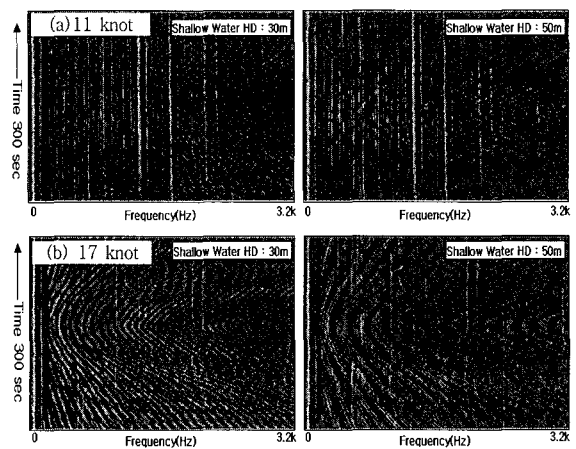 (a)11 knot
Shallow Water HD : 30m
Shallow Water HD : 50m
Time 300 sec
0
Frequency(Hz)
3.2k
0
Frequency(Hz)
3.2k
(b) 17 knot
Shallow Water HD : 30m
Shallow Water HD : 50m
Time 300 sec
0
Frequency(Hz)
3.2k
0
Frequency(Hz)
3.2k